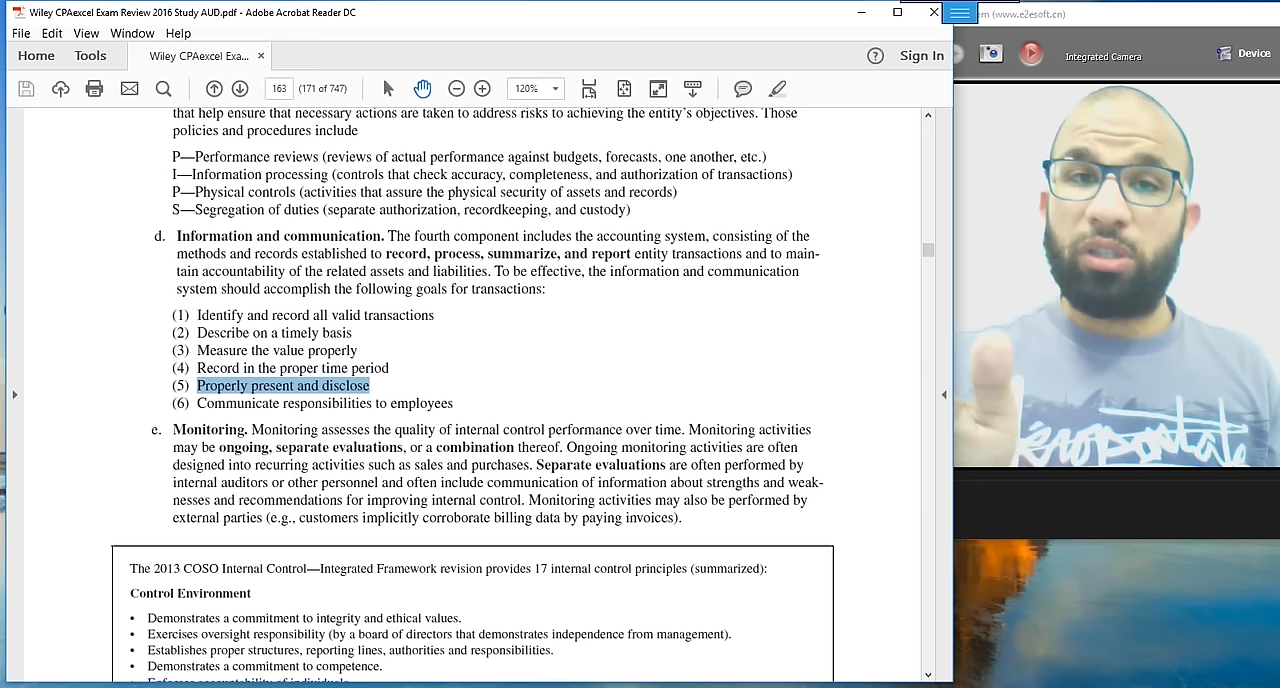 Wiley CPAexcel Exam Review 2016 Study AUD.pdf - Adobe Acrobat Reader DC
(www.e2esoft.cn)
File Edit View Window Help
Home Tools Wiley CPAexcel Exa... × Sign In
Integrated Camera Device
163 (171 of 747) 120%
that help ensure that necessary actions are taken to address risks to achieving the entity's objectives. Those
policies and procedures include
P—Performance reviews (reviews of actual performance against budgets, forecasts, one another, etc.)
I—Information processing (controls that check accuracy, completeness, and authorization of transactions)
P—Physical controls (activities that assure the physical security of assets and records)
S—Segregation of duties (separate authorization, recordkeeping, and custody)
d. Information and communication. The fourth component includes the accounting system, consisting of the
methods and records established to record, process, summarize, and report entity transactions and to main-
tain accountability of the related assets and liabilities. To be effective, the information and communication
system should accomplish the following goals for transactions:
(1) Identify and record all valid transactions
(2) Describe on a timely basis
(3) Measure the value properly
(4) Record in the proper time period
(5) Properly present and disclose
(6) Communicate responsibilities to employees
e. Monitoring. Monitoring assesses the quality of internal control performance over time. Monitoring activities
may be ongoing, separate evaluations, or a combination thereof. Ongoing monitoring activities are often
designed into recurring activities such as sales and purchases. Separate evaluations are often performed by
internal auditors or other personnel and often include communication of information about strengths and weak-
nesses and recommendations for improving internal control. Monitoring activities may also be performed by
external parties (e.g., customers implicitly corroborate billing data by paying invoices).
The 2013 COSO Internal Control—Integrated Framework revision provides 17 internal control principles (summarized):
Control Environment
• Demonstrates a commitment to integrity and ethical values.
• Exercises oversight responsibility (by a board of directors that demonstrates independence from management).
• Establishes proper structures, reporting lines, authorities and responsibilities.
• Demonstrates a commitment to competence.
• Enforces accountability of individuals.